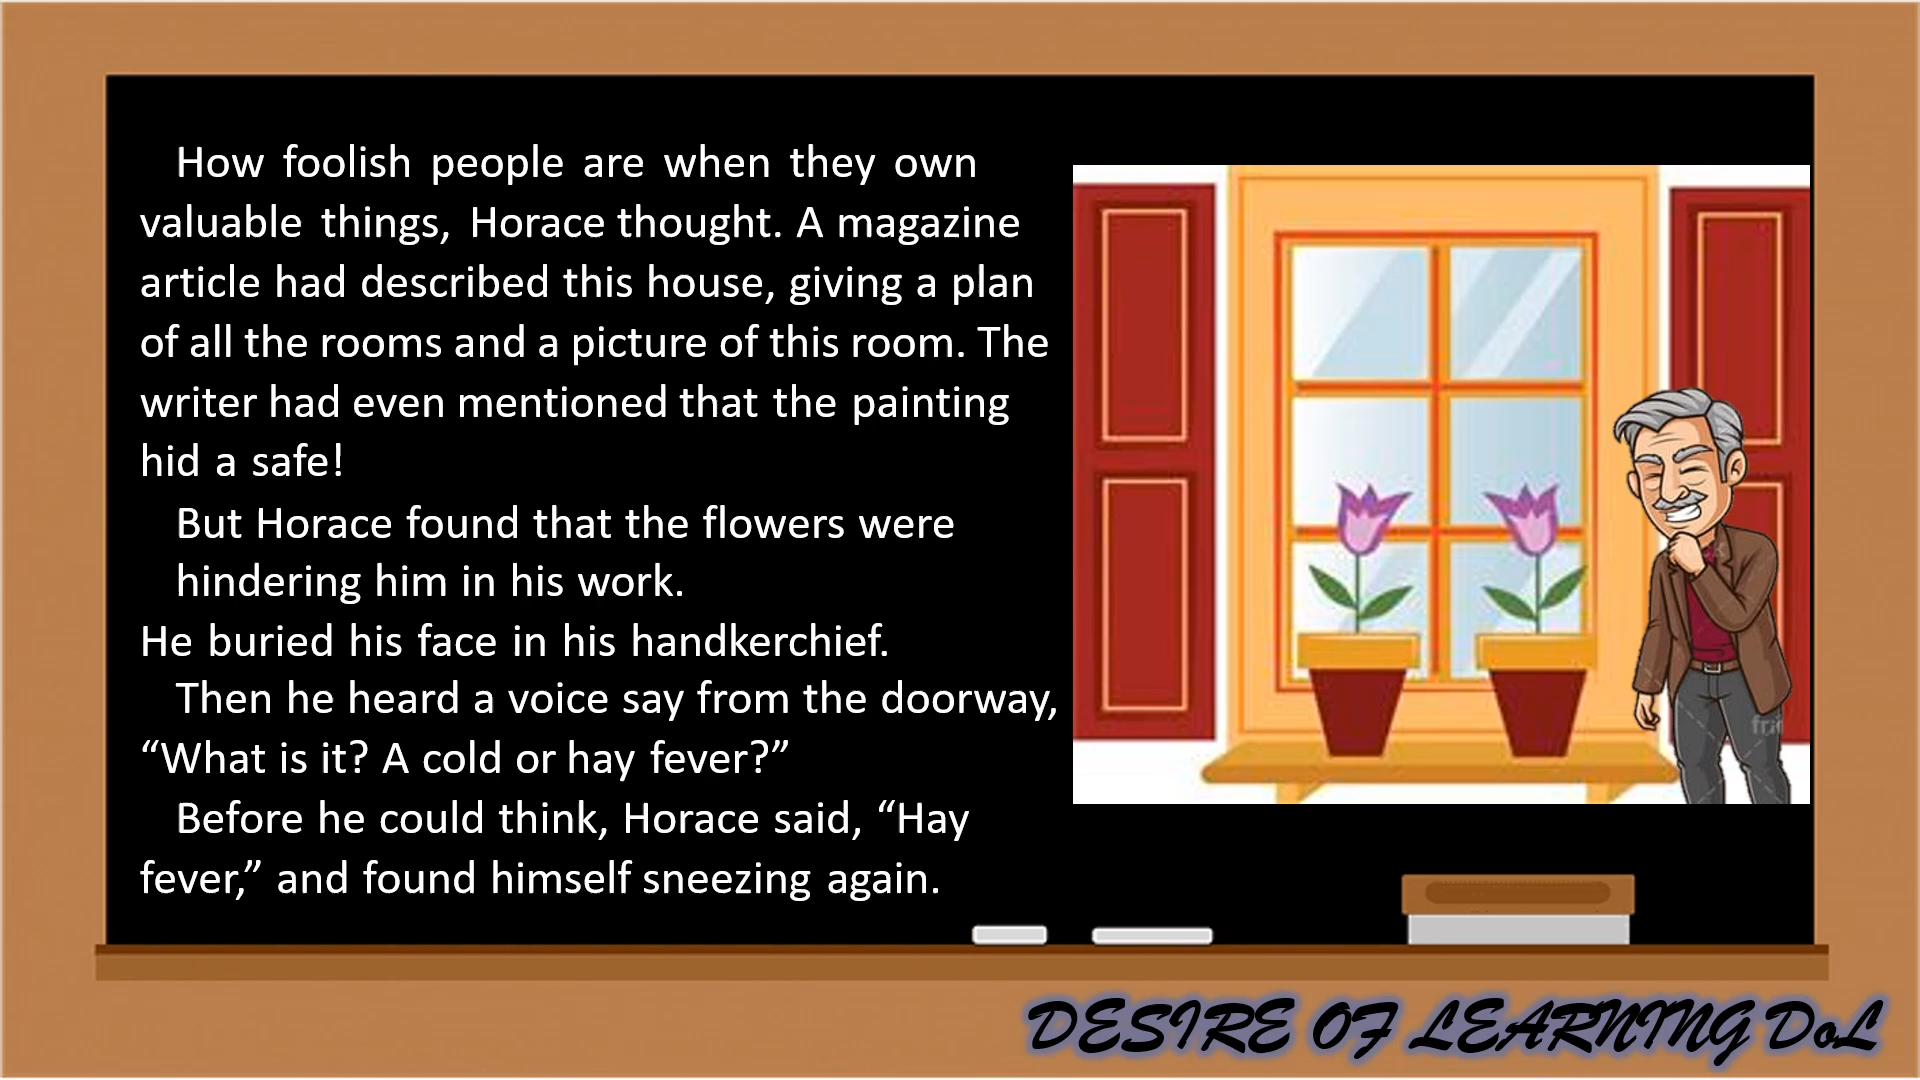 How foolish people are when they own
valuable things, Horace thought. A magazine
article had described this house, giving a plan
of all the rooms and a picture of this room. The
writer had even mentioned that the painting
hid a safe!
But Horace found that the flowers were
hindering him in his work.
He buried his face in his handkerchief.
Then he heard a voice say from the doorway,
“What is it? A cold or hay fever?”
Before he could think, Horace said, “Hay
fever,” and found himself sneezing again.
DESIRE OF LEARNING DoL